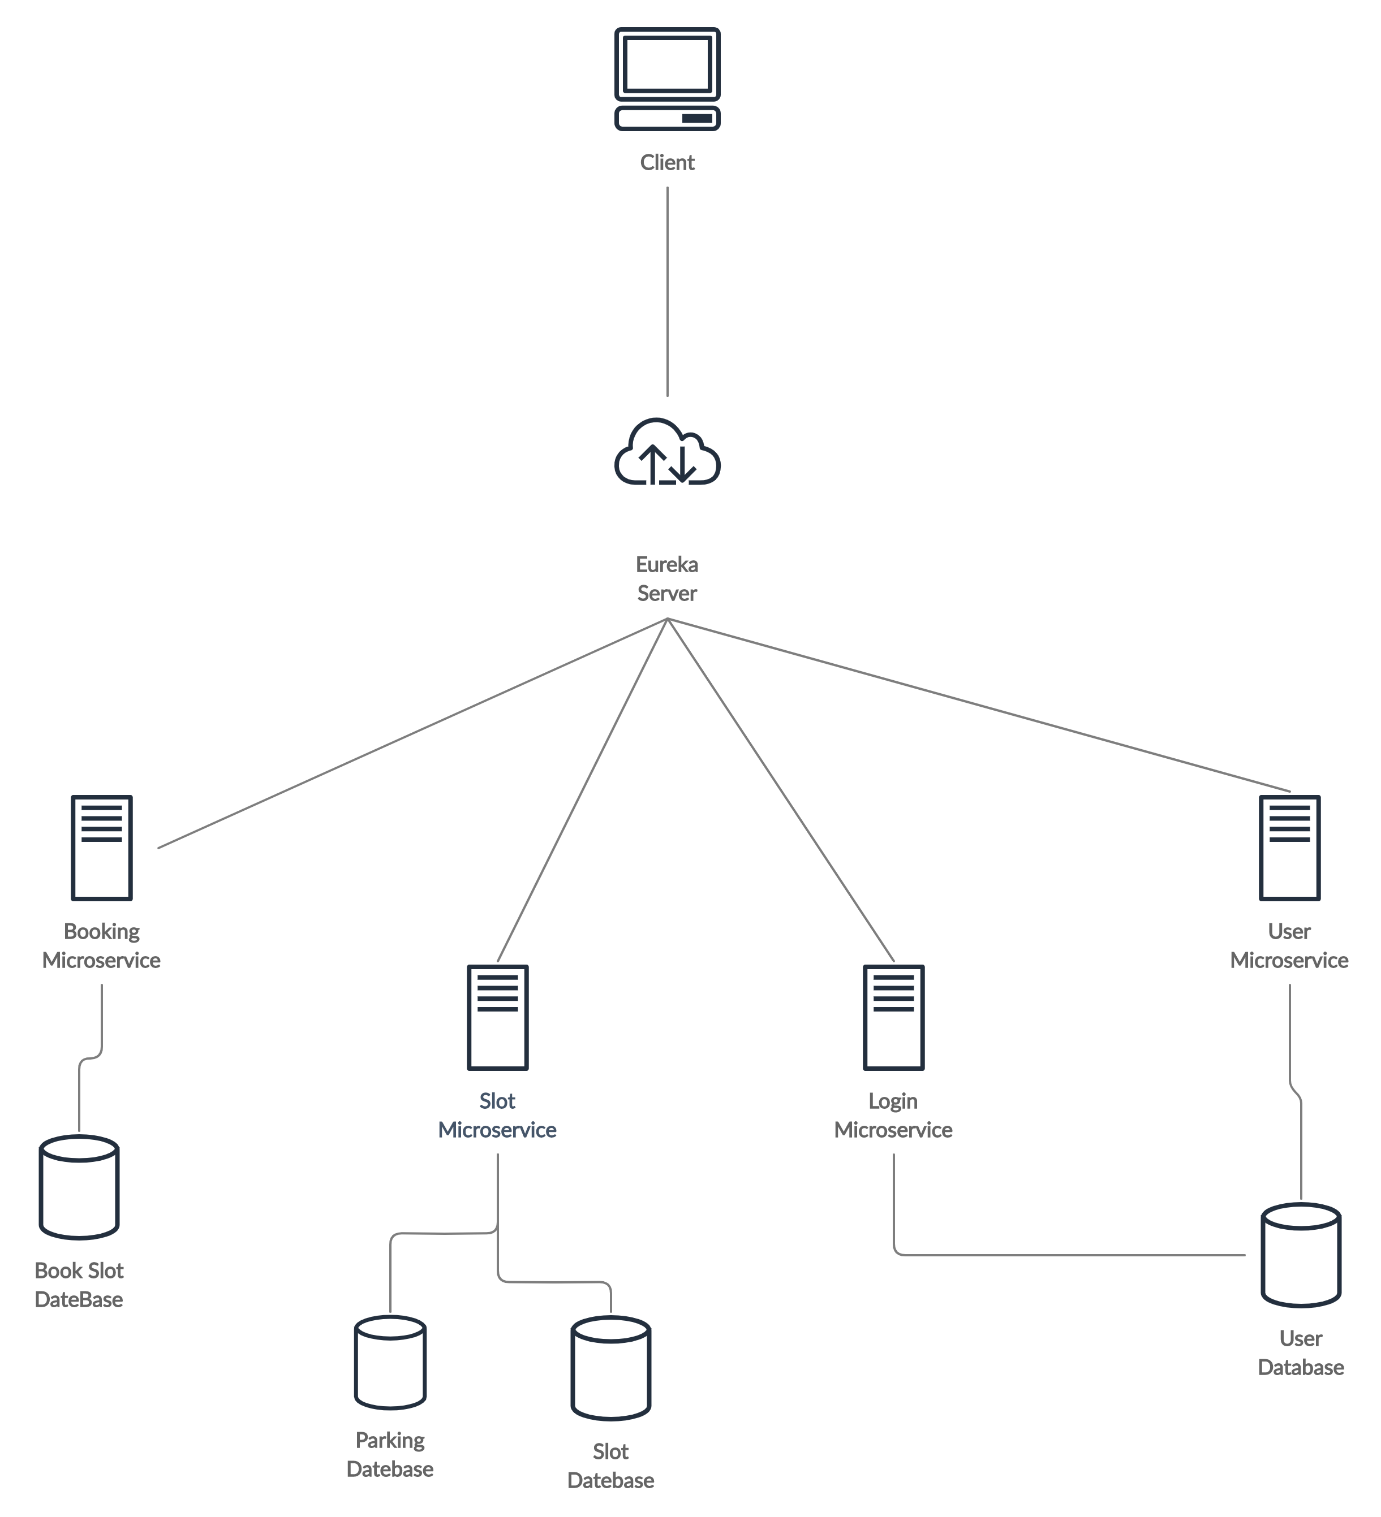 Client
Eureka
Server
Booking
Microservice
User
Microservice
Slot
Microservice
Login
Microservice
Book Slot
DateBase
User
Database
Parking
Datebase
Slot
Datebase